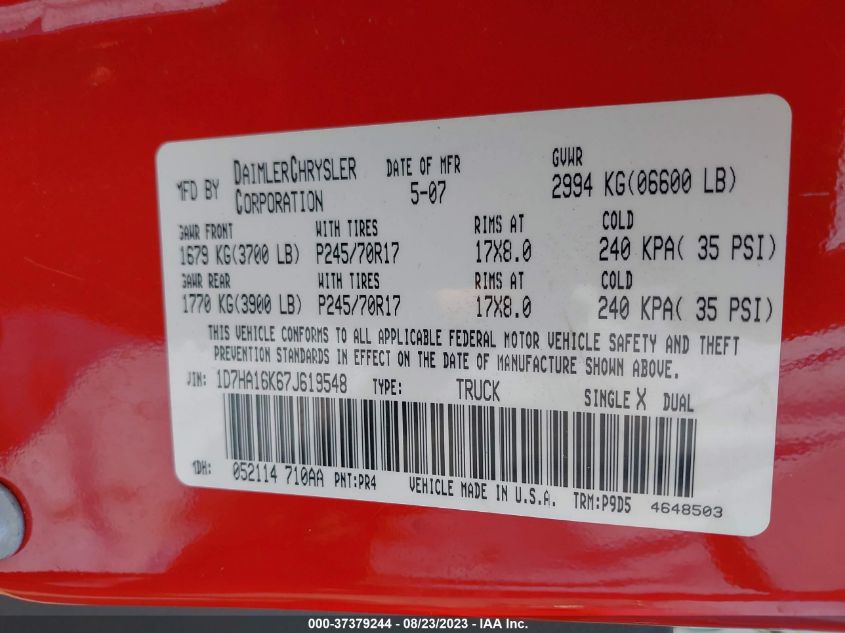 MFD BY DAIMLERCHRYSLER CORPORATION DATE OF MFR 5-07 GVWR 2994 KG(06600 LB)
GAWR FRONT WITH TIRES RIMS AT COLD
1679 KG(3700 LB) P245/70R17 17X8.0 240 KPA( 35 PSI)
GAWR REAR WITH TIRES RIMS AT COLD
1770 KG(3900 LB) P245/70R17 17X8.0 240 KPA( 35 PSI)
THIS VEHICLE CONFORMS TO ALL APPLICABLE FEDERAL MOTOR VEHICLE SAFETY AND THEFT
PREVENTION STANDARDS IN EFFECT ON THE DATE OF MANUFACTURE SHOWN ABOVE.
VIN: 1D7HA16K67J619548 TYPE: TRUCK SINGLE X DUAL
MDH: 052114 710AA PNT:PR4 VEHICLE MADE IN U.S.A. TRM:P9D5 4648503
000-37379244 - 08/23/2023 - IAA Inc.